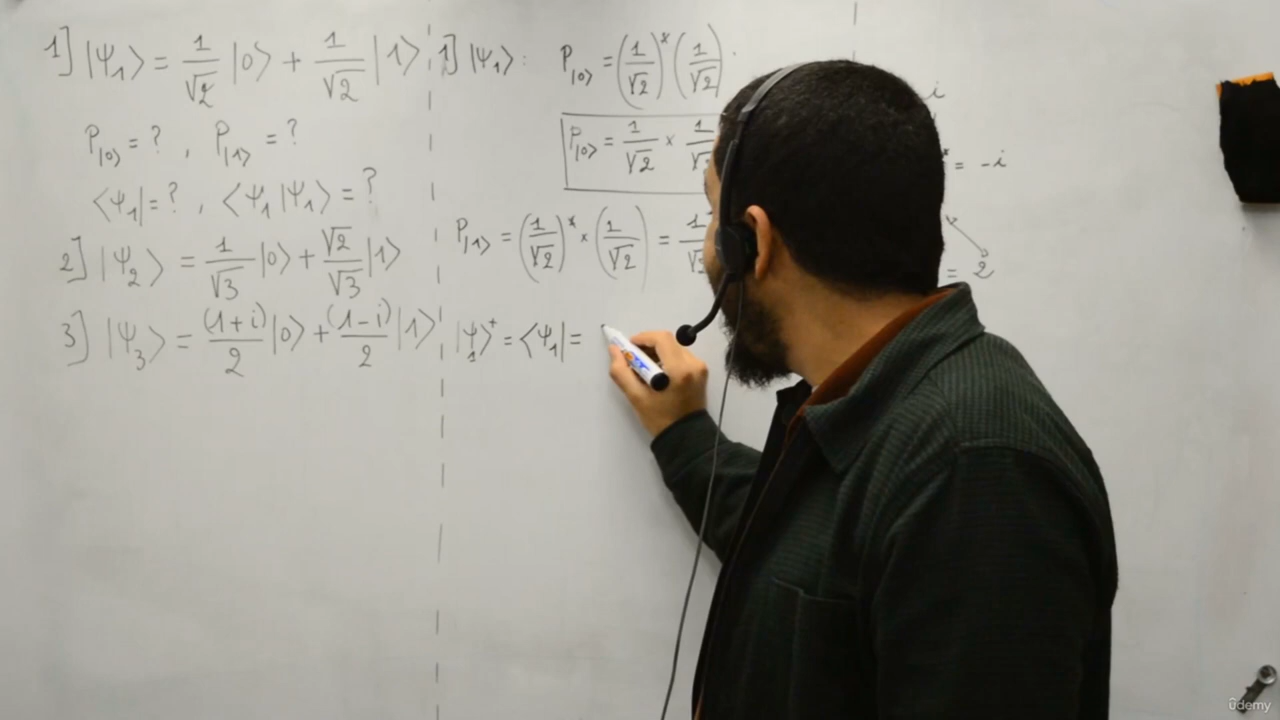 1] |Ψ₁⟩ = 1/√2 |0⟩ + 1/√2 |1⟩
P|0⟩ = ? , P|1⟩ = ?
⟨Ψ₁| = ? , ⟨Ψ₁|Ψ₁⟩ = ?
2] |Ψ₂⟩ = 1/√3 |0⟩ + √2/√3 |1⟩
3] |Ψ₃⟩ = (1+i)/2 |0⟩ + (1-i)/2 |1⟩
1] |Ψ₁⟩ : P|0⟩ = (1/√2)* (1/√2)
P|0⟩ = 1/√2 × 1/√2
P|1⟩ = (1/√2)* × (1/√2) = 1
|Ψ₁⟩⁺ = ⟨Ψ₁| =
i
* = -i
= 2
ûdemy